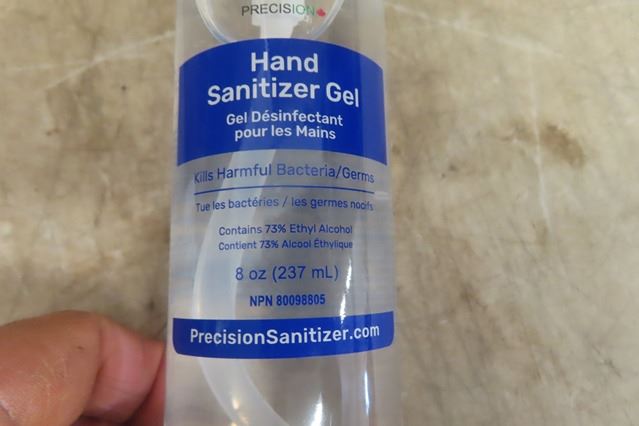 PRECISION
Hand
Sanitizer Gel
Gel Désinfectant
pour les Mains
Kills Harmful Bacteria/Germs
Tue les bactéries / les germes nocifs
Contains 73% Ethyl Alcohol
Contient 73% Alcool Éthylique
8 oz (237 mL)
NPN 80098805
PrecisionSanitizer.com